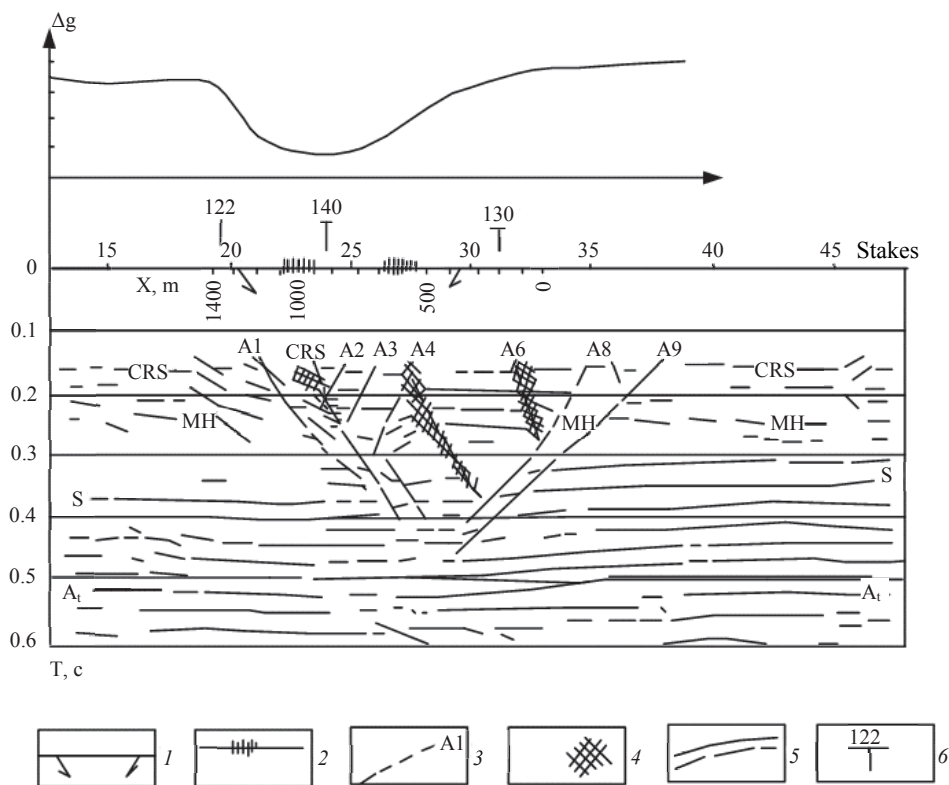 Δg
122 140 130
15 20 25 30 35 40 45 Stakes
0
X, m 1400 1000 500 0
0.1
A1 CRS A2 A3 A4 A6 A8 A9
CRS CRS
0.2
MH MH MH
0.3
S S
0.4
0.5
At At
0.6
T, c
1 2 A1 3 4 5 122 6